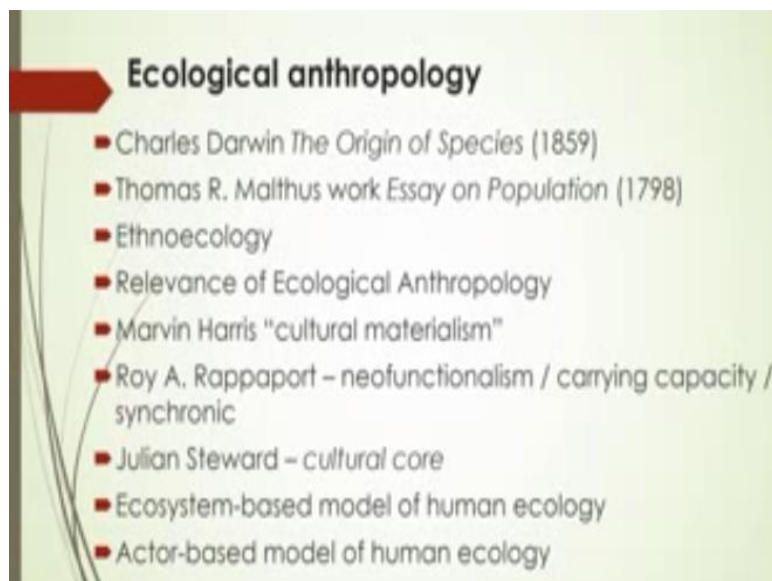 Ecological anthropology
Charles Darwin The Origin of Species (1859)
Thomas R. Malthus work Essay on Population (1798)
Ethnoecology
Relevance of Ecological Anthropology
Marvin Harris “cultural materialism”
Roy A. Rappaport – neofunctionalism / carrying capacity /
synchronic
Julian Steward – cultural core
Ecosystem-based model of human ecology
Actor-based model of human ecology